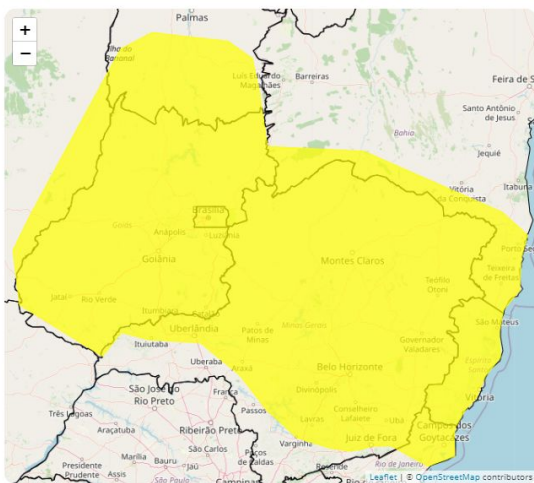 Palmas
+
−
Ilha do
Bananal
Luís Eduardo
Magalhães
Barreiras
Feira de S
Santo Antônio
de Jesus
Bahia
Jequié
Vitória
da Conquista
Itabuna
Brasília
Goiás
Anápolis
Luziânia
Goiânia
Porto Se
Teixeira
de Freitas
Montes Claros
Teófilo
Otoni
Jataí
Rio Verde
Itumbiara
Catalão
São Mateus
Uberlândia
Patos de
Minas
Minas Gerais
Ituiutaba
Governador
Valadares
Espírito
Santo
Uberaba
Araxá
Belo Horizonte
São José do
Rio Preto
Franca
Divinópolis
Vitória
Três Lagoas
Passos
Conselheiro
Lafaiete
Ubá
Araçatuba
Ribeirão Preto
Lavras
Campos dos
Goytacazes
Varginha
Juiz de Fora
São Carlos
Poços
de Caldas
Marília
Bauru
Jaú
Presidente
Prudente
Assis
Resende
Rio de Janeiro
Campinas
Leaflet | © OpenStreetMap contributors